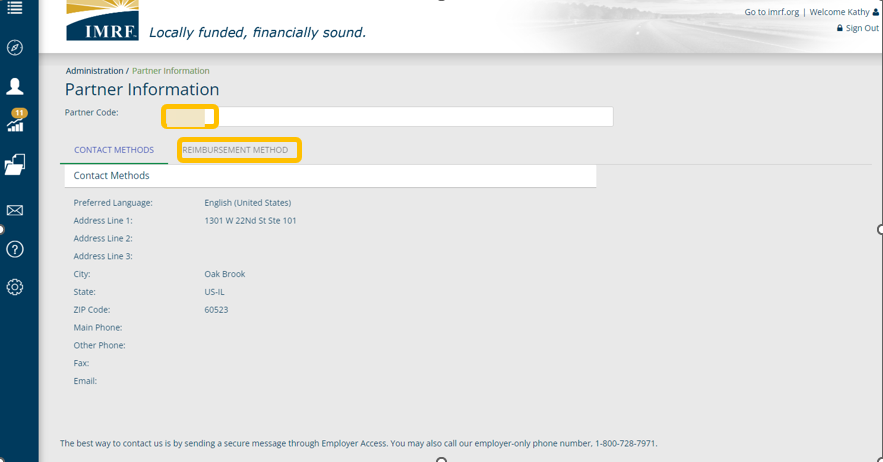 Go to imrf.org | Welcome Kathy
IMRF
Locally funded, financially sound.
Sign Out
Administration / Partner Information
Partner Information
11
Partner Code:
CONTACT METHODS REIMBURSEMENT METHOD
Contact Methods
Preferred Language: English (United States)
Address Line 1: 1301 W 22Nd St Ste 101
Address Line 2:
Address Line 3:
City: Oak Brook
State: US-IL
ZIP Code: 60523
Main Phone:
Other Phone:
Fax:
Email:
The best way to contact us is by sending a secure message through Employer Access. You may also call our employer-only phone number, 1-800-728-7971.